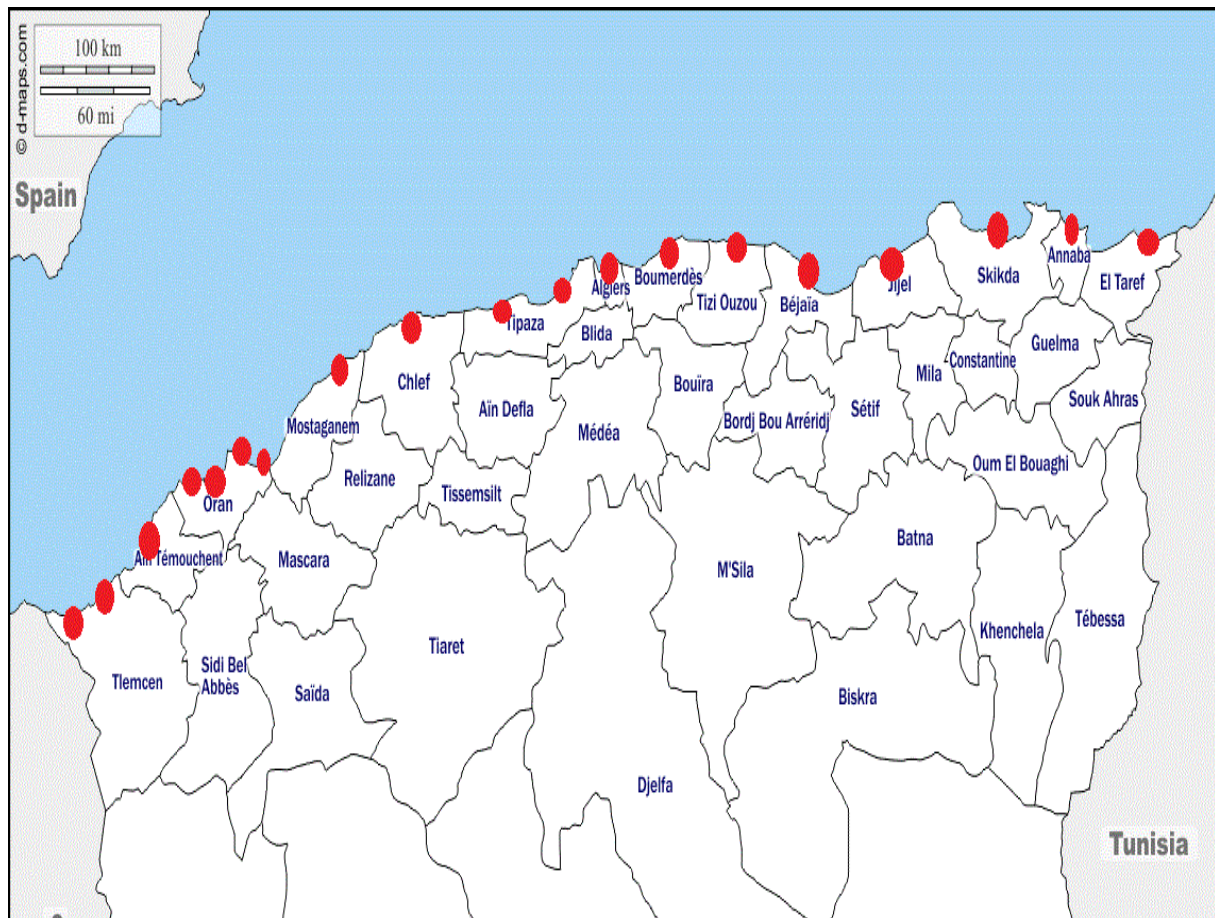 100 km
60 mi
© d-maps.com
Spain
Annaba
El Taref
Skikda
Jijel
Algiers
Boumerdès
Tizi Ouzou
Béjaïa
Tipaza
Blida
Guelma
Constantine
Mila
Souk Ahras
Chlef
Aïn Defla
Bouïra
Sétif
Bordj Bou Arréridj
Médéa
Mostaganem
Oum El Bouaghi
Relizane
Tissemsilt
Oran
Batna
Aïn Témouchent
Mascara
M'Sila
Tébessa
Khenchela
Tiaret
Sidi Bel
Abbès
Tlemcen
Saïda
Biskra
Djelfa
Tunisia